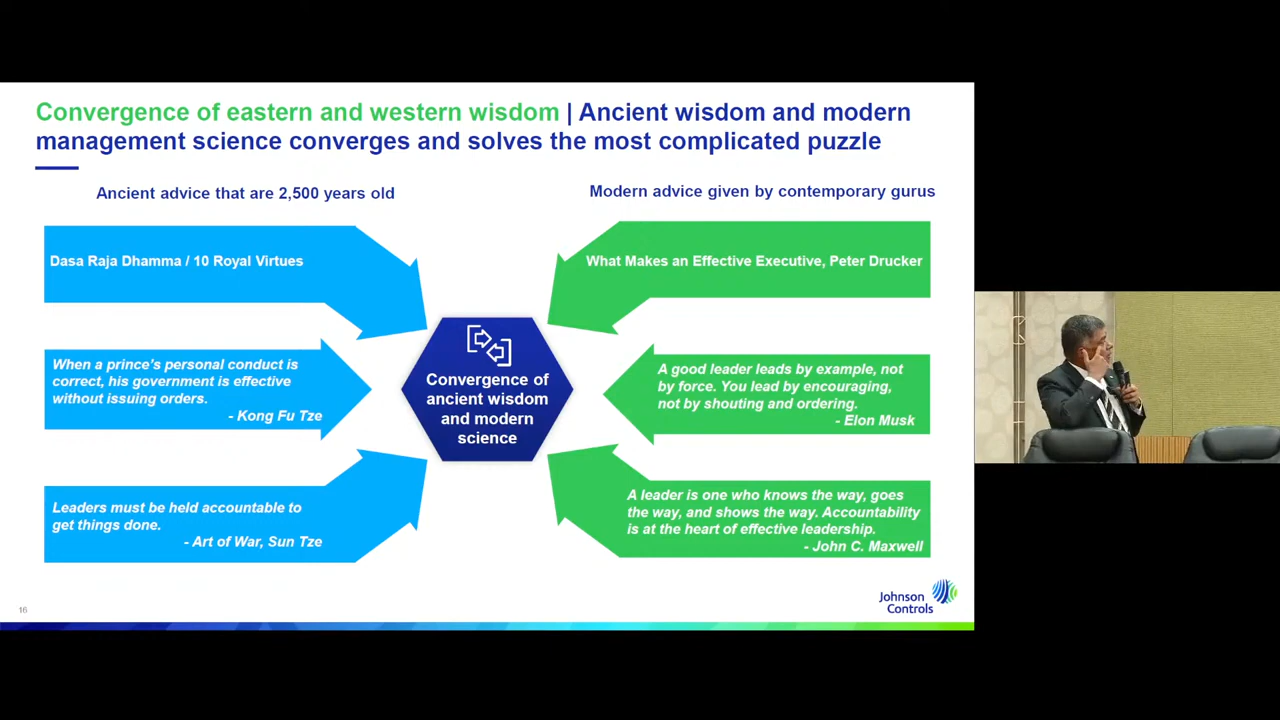 Convergence of eastern and western wisdom | Ancient wisdom and modern
management science converges and solves the most complicated puzzle
Ancient advice that are 2,500 years old
Modern advice given by contemporary gurus
Dasa Raja Dhamma / 10 Royal Virtues
When a prince's personal conduct is
correct, his government is effective
without issuing orders.
- Kong Fu Tze
Leaders must be held accountable to
get things done.
- Art of War, Sun Tze
Convergence of
ancient wisdom
and modern
science
What Makes an Effective Executive, Peter Drucker
A good leader leads by example, not
by force. You lead by encouraging,
not by shouting and ordering.
- Elon Musk
A leader is one who knows the way, goes
the way, and shows the way. Accountability
is at the heart of effective leadership.
- John C. Maxwell
16
Johnson
Controls